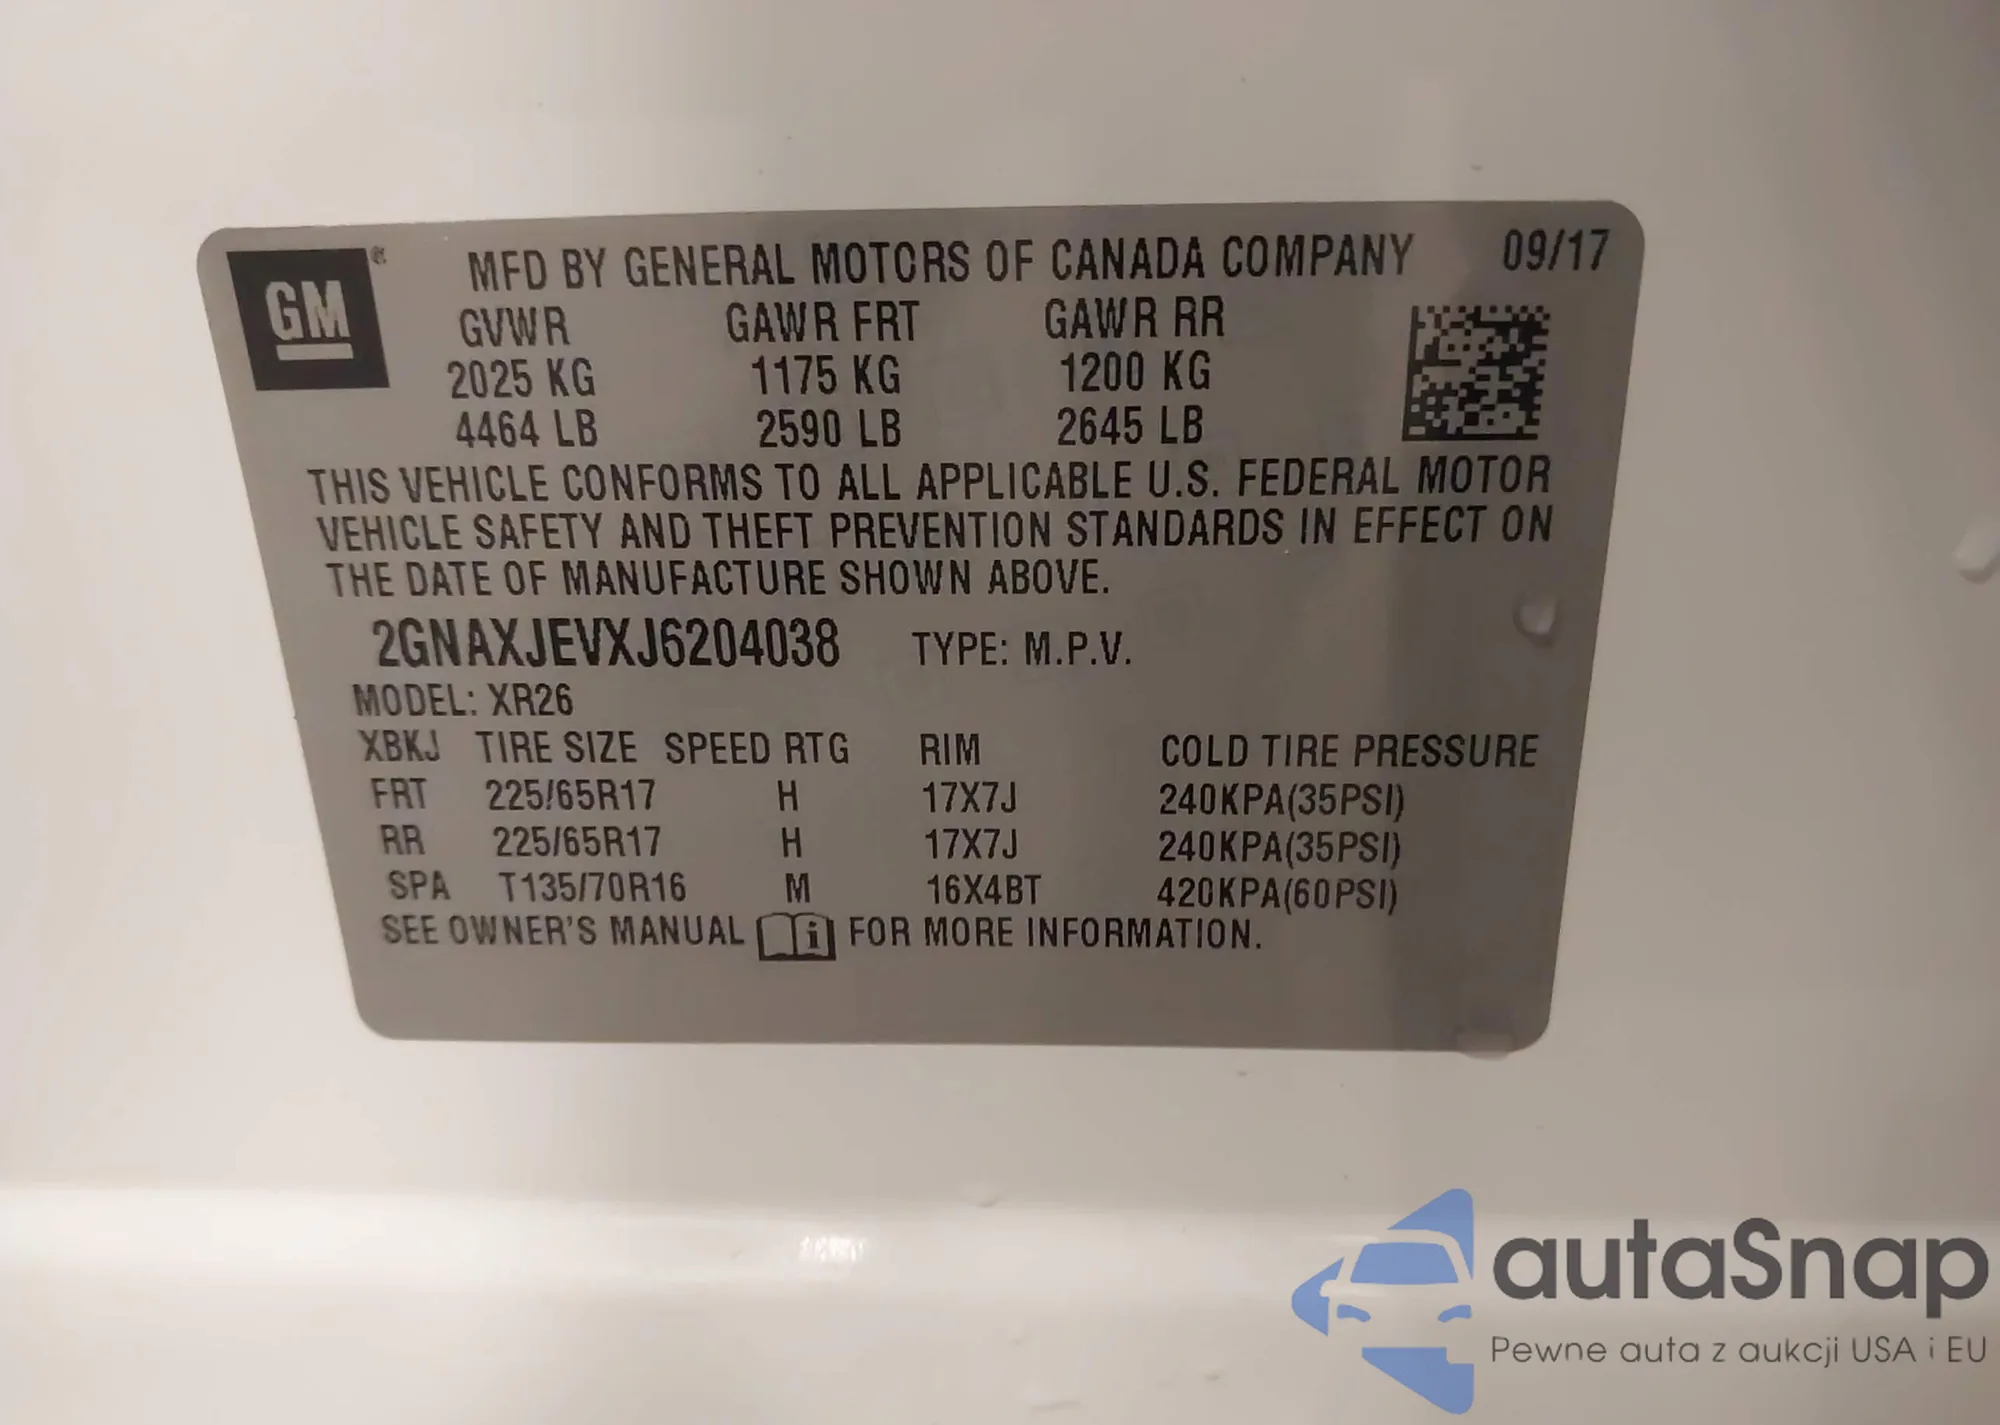 GM ® MFD BY GENERAL MOTORS OF CANADA COMPANY 09/17
GVWR GAWR FRT GAWR RR
2025 KG 1175 KG 1200 KG
4464 LB 2590 LB 2645 LB
THIS VEHICLE CONFORMS TO ALL APPLICABLE U.S. FEDERAL MOTOR
VEHICLE SAFETY AND THEFT PREVENTION STANDARDS IN EFFECT ON
THE DATE OF MANUFACTURE SHOWN ABOVE.
2GNAXJEVXJ6204038 TYPE: M.P.V.
MODEL: XR26
XBKJ TIRE SIZE SPEED RTG RIM COLD TIRE PRESSURE
FRT 225/65R17 H 17X7J 240KPA(35PSI)
RR 225/65R17 H 17X7J 240KPA(35PSI)
SPA T135/70R16 M 16X4BT 420KPA(60PSI)
SEE OWNER'S MANUAL i FOR MORE INFORMATION.
autaSnap
Pewne auta z aukcji USA i EU